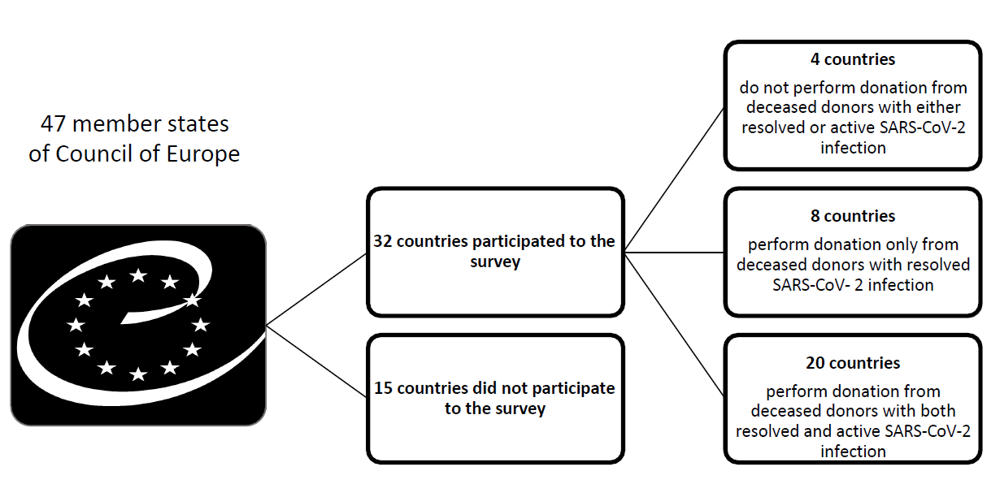 47 member states
of Council of Europe
32 countries participated to the
survey
15 countries did not participate
to the survey
4 countries
do not perform donation from
deceased donors with either
resolved or active SARS-CoV-2
infection
8 countries
perform donation only from
deceased donors with resolved
SARS-CoV- 2 infection
20 countries
perform donation from
deceased donors with both
resolved and active SARS-CoV-2
infection